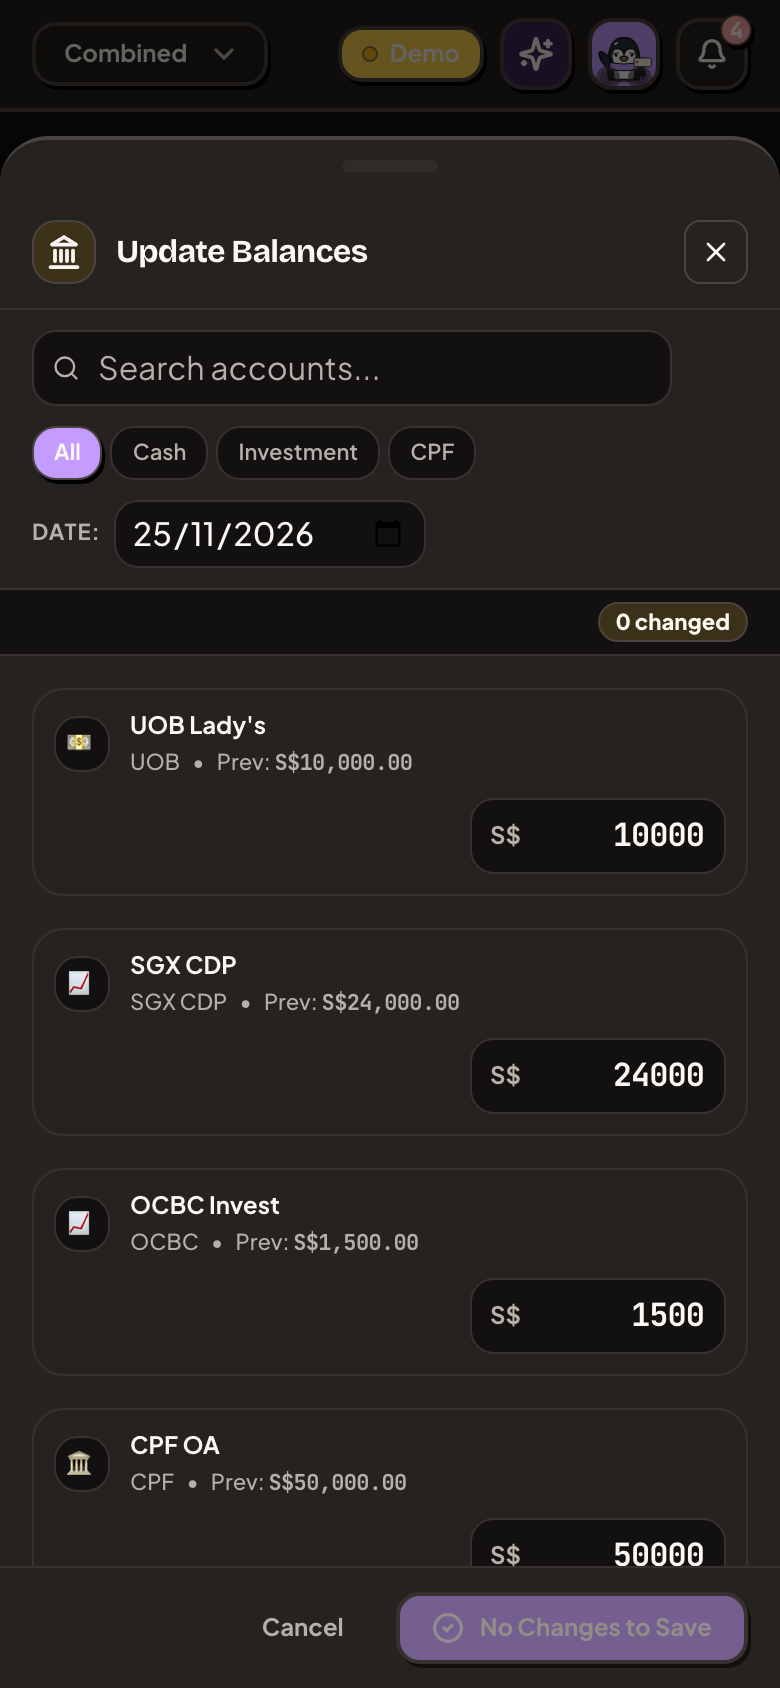 Combined
Demo
4
Update Balances
Search accounts...
All Cash Investment CPF
DATE: 25/11/2026
0 changed
UOB Lady's
UOB • Prev: S$10,000.00
S$ 10000
SGX CDP
SGX CDP • Prev: S$24,000.00
S$ 24000
OCBC Invest
OCBC • Prev: S$1,500.00
S$ 1500
CPF OA
CPF • Prev: S$50,000.00
S$ 50000
Cancel
No Changes to Save